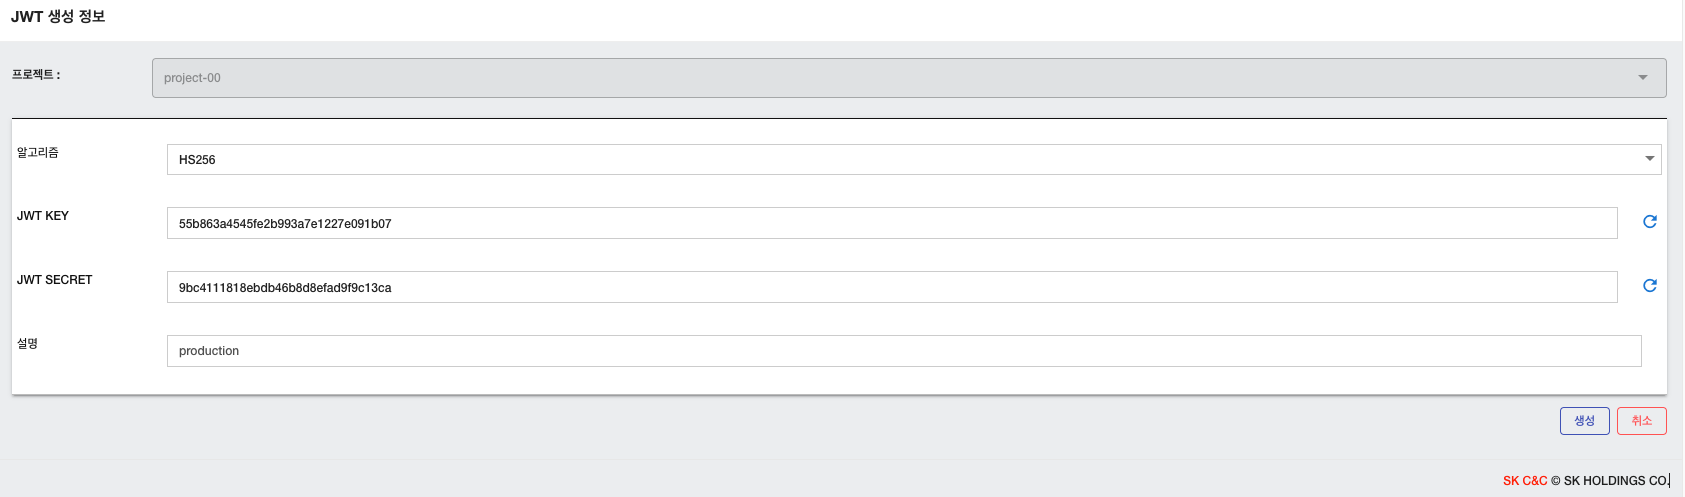 JWT 생성 정보
프로젝트 :
project-00
알고리즘
HS256
JWT KEY
55b863a4545fe2b993a7e1227e091b07
JWT SECRET
9bc4111818ebdb46b8d8efad9f9c13ca
설명
production
생성
취소
SK C&C © SK HOLDINGS CO.